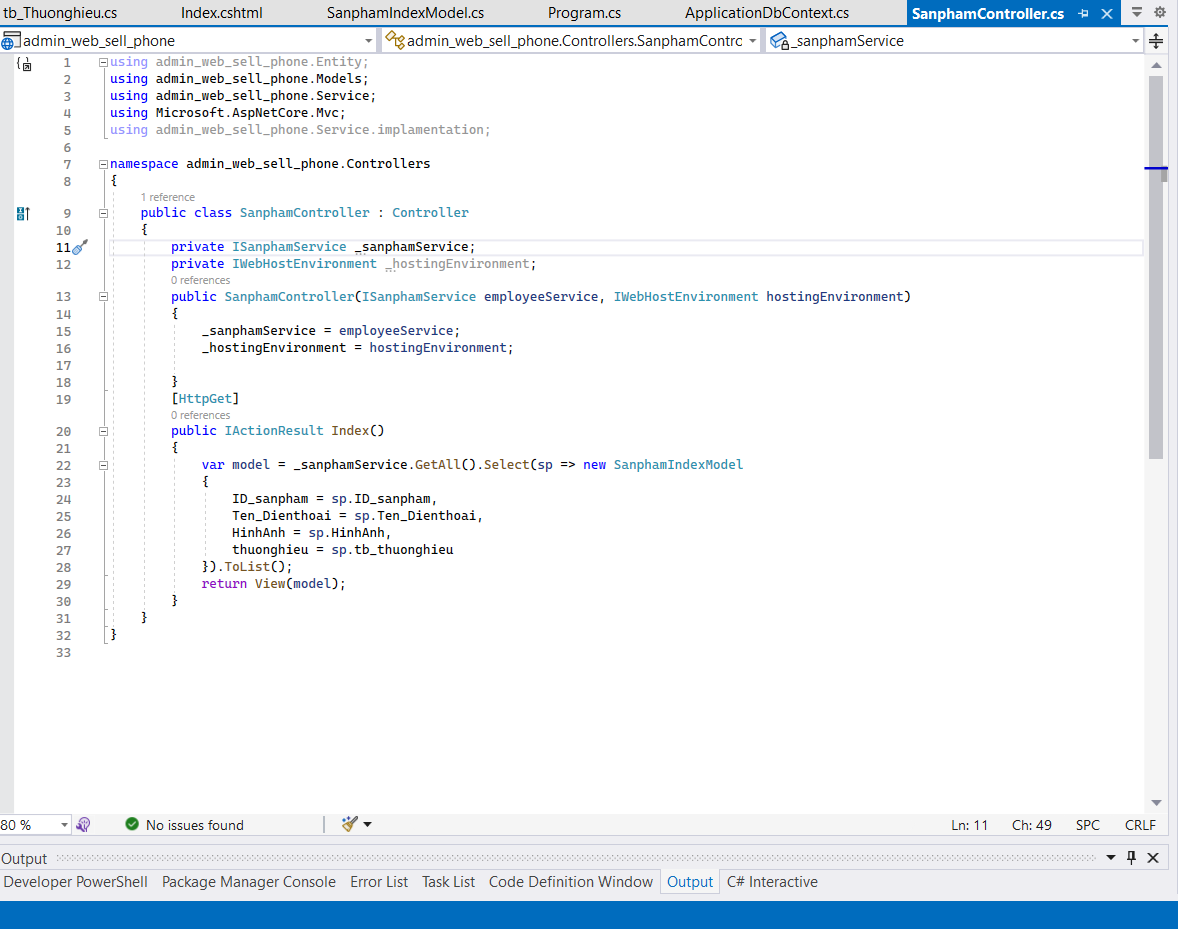 tb_Thuonghieu.cs Index.cshtml SanphamIndexModel.cs Program.cs ApplicationDbContext.cs SanphamController.cs
admin_web_sell_phone admin_web_sell_phone.Controllers.SanphamContro _sanphamService
1 using admin_web_sell_phone.Entity;
2 using admin_web_sell_phone.Models;
3 using admin_web_sell_phone.Service;
4 using Microsoft.AspNetCore.Mvc;
5 using admin_web_sell_phone.Service.implamentation;
6
7 namespace admin_web_sell_phone.Controllers
8 {
1 reference
9 public class SanphamController : Controller
10 {
11 private ISanphamService _sanphamService;
12 private IWebHostEnvironment _hostingEnvironment;
0 references
13 public SanphamController(ISanphamService employeeService, IWebHostEnvironment hostingEnvironment)
14 {
15 _sanphamService = employeeService;
16 _hostingEnvironment = hostingEnvironment;
17
18 }
19 [HttpGet]
0 references
20 public IActionResult Index()
21 {
22 var model = _sanphamService.GetAll().Select(sp => new SanphamIndexModel
23 {
24 ID_sanpham = sp.ID_sanpham,
25 Ten_Dienthoai = sp.Ten_Dienthoai,
26 HinhAnh = sp.HinhAnh,
27 thuonghieu = sp.tb_thuonghieu
28 }).ToList();
29 return View(model);
30 }
31 }
32 }
33
80 % No issues found Ln: 11 Ch: 49 SPC CRLF
Output
Developer PowerShell Package Manager Console Error List Task List Code Definition Window Output C# Interactive